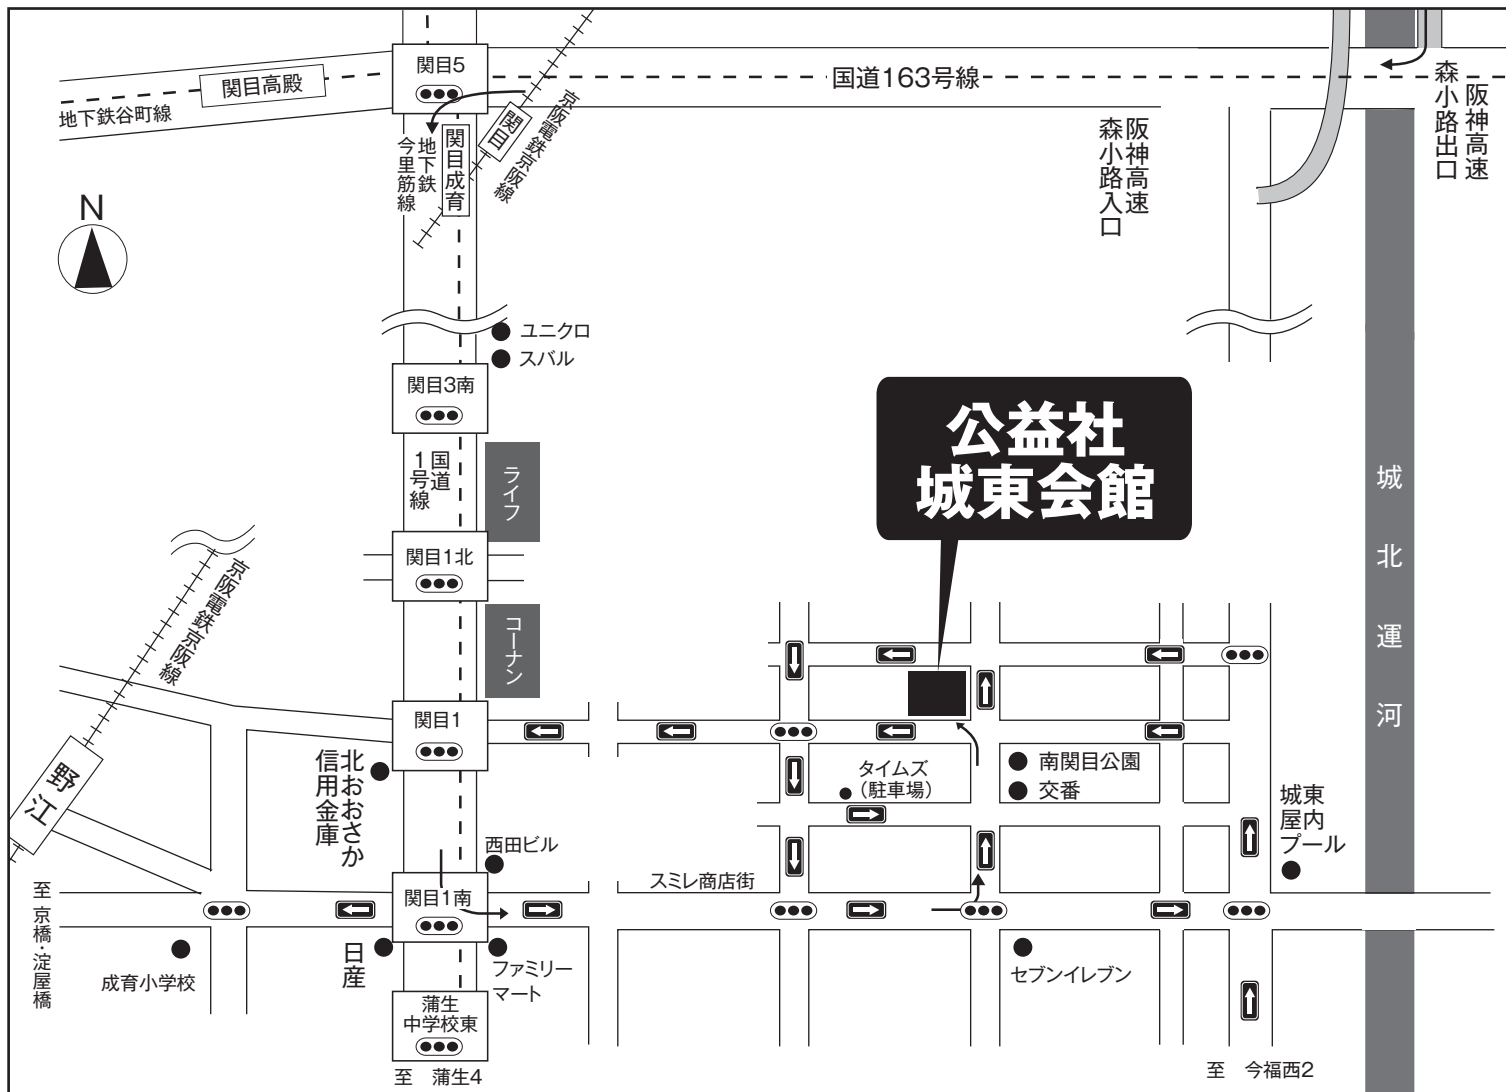 関目5
国道163号線
関目高殿
地下鉄谷町線
地下鉄
今里筋線
関目成育
関目
京阪電鉄京阪線
阪神高速
森小路入口
阪神高速
森小路出口
N
ユニクロ
スバル
関目3南
国道
1号線
ライフ
公益社
城東会館
城北運河
関目1北
京阪電鉄京阪線
コーナン
関目1
北おおさか
信用金庫
野江
タイムズ
（駐車場）
南関目公園
交番
城東
屋内
プール
西田ビル
スミレ商店街
関目1南
至 京橋・淀屋橋
成育小学校
日産
ファミリー
マート
セブンイレブン
蒲生
中学校東
至 蒲生4
至 今福西2